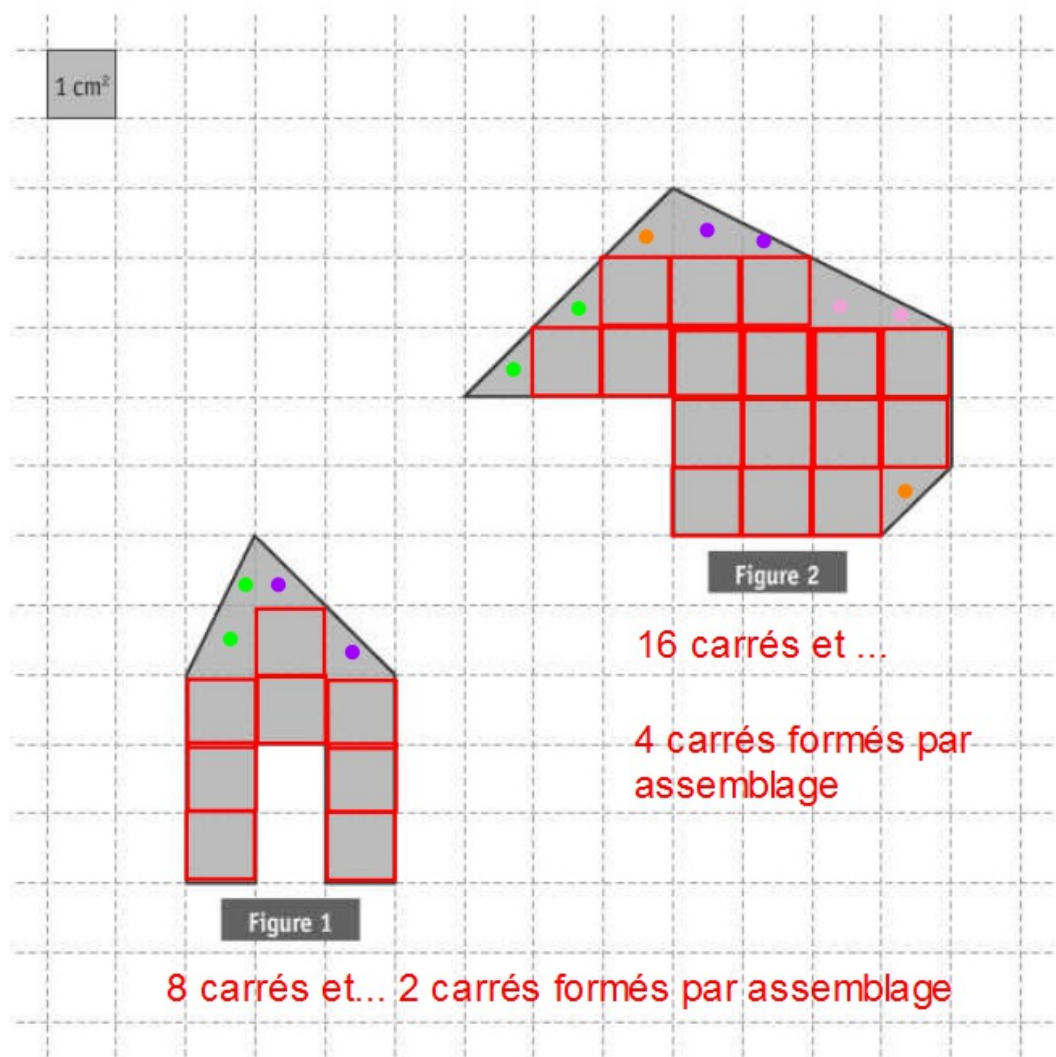 1 cm²
Figure 2
16 carrés et ...
4 carrés formés par
assemblage
Figure 1
8 carrés et... 2 carrés formés par assemblage